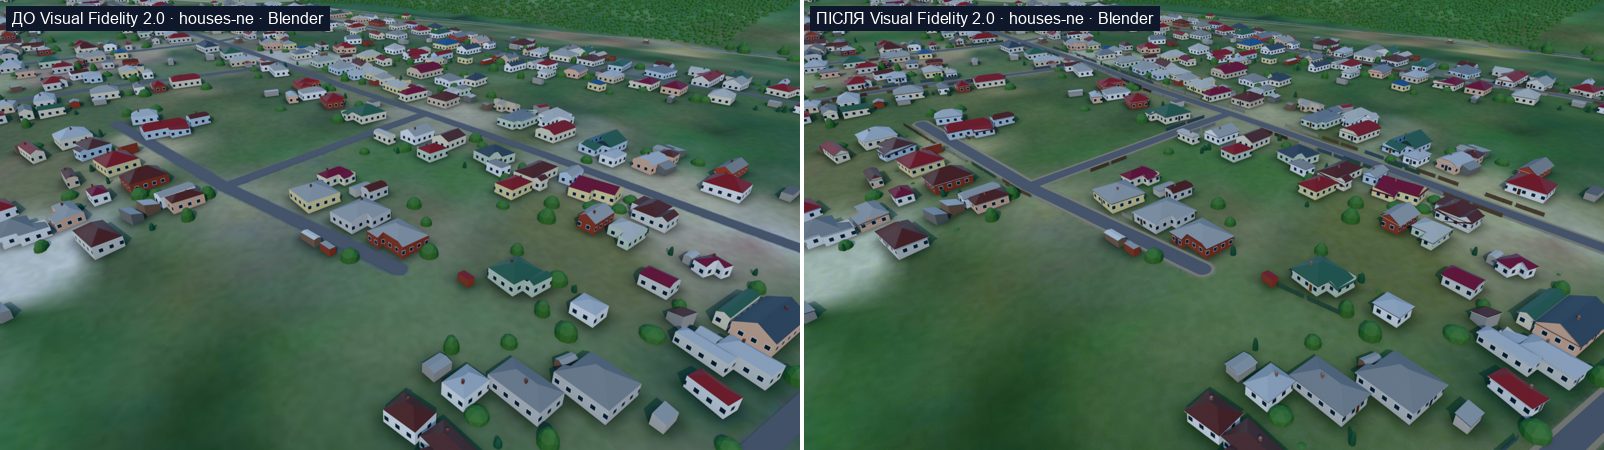 ДО Visual Fidelity 2.0 · houses-ne · Blender
ПІСЛЯ Visual Fidelity 2.0 · houses-ne · Blender